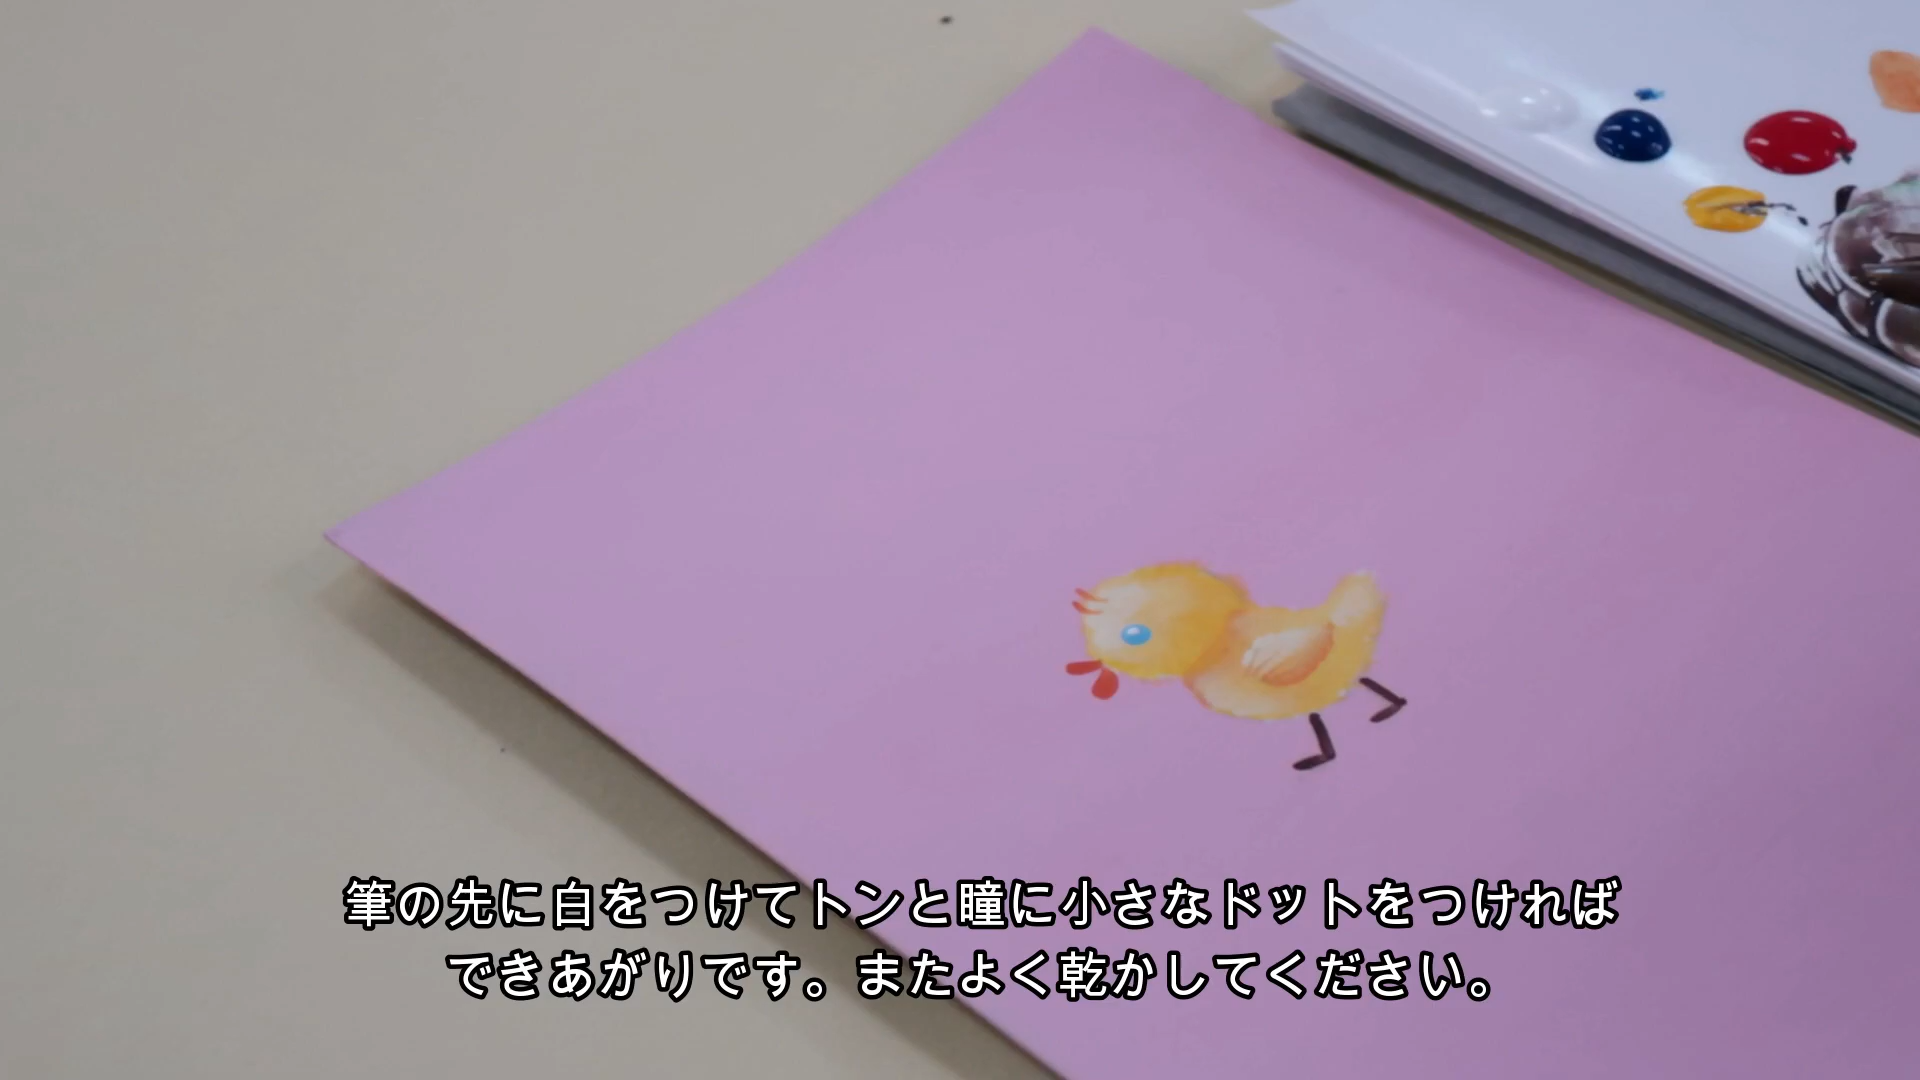 筆の先に白をつけてトンと瞳に小さなドットをつければ
できあがりです。またよく乾かしてください。